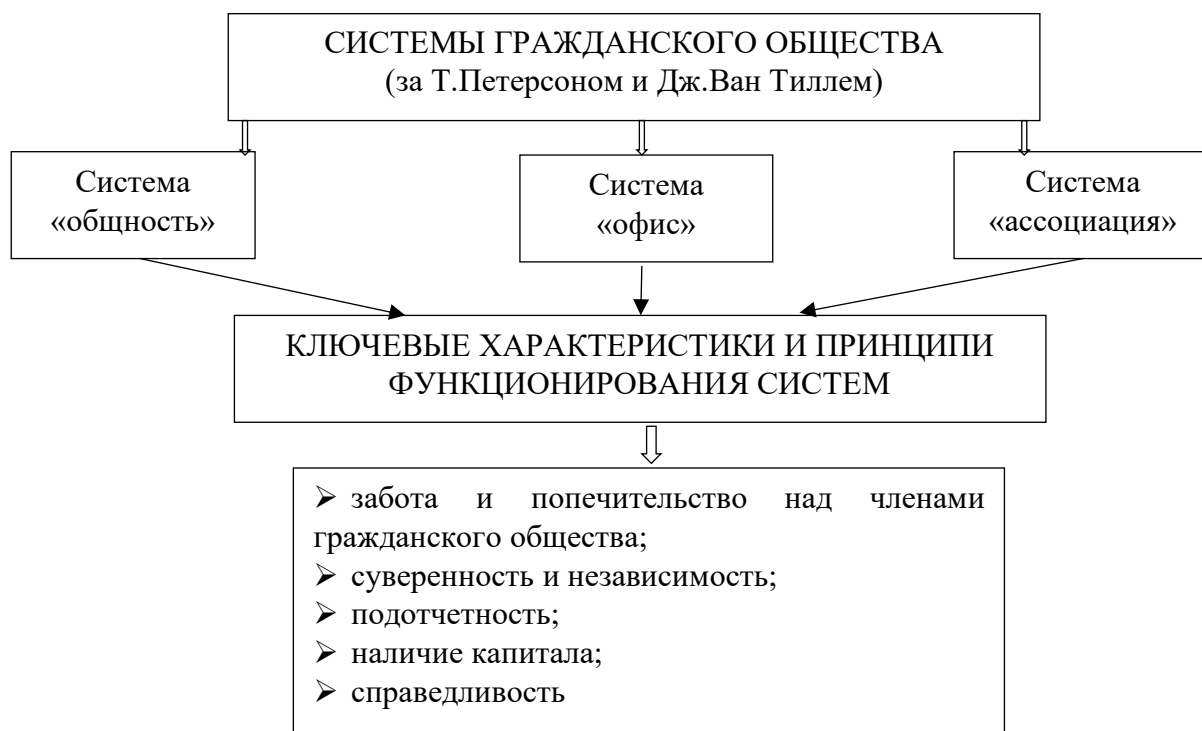 СИСТЕМЫ ГРАЖДАНСКОГО ОБЩЕСТВА
(за Т.Петерсоном и Дж.Ван Тиллем)
Система
«общность»
Система
«офис»
Система
«ассоциация»
КЛЮЧЕВЫЕ ХАРАКТЕРИСТИКИ И ПРИНЦИПИ
ФУНКЦИОНИРОВАНИЯ СИСТЕМ
➢ забота и попечительство над членами
гражданского общества;
➢ суверенность и независимость;
➢ подотчетность;
➢ наличие капитала;
➢ справедливость